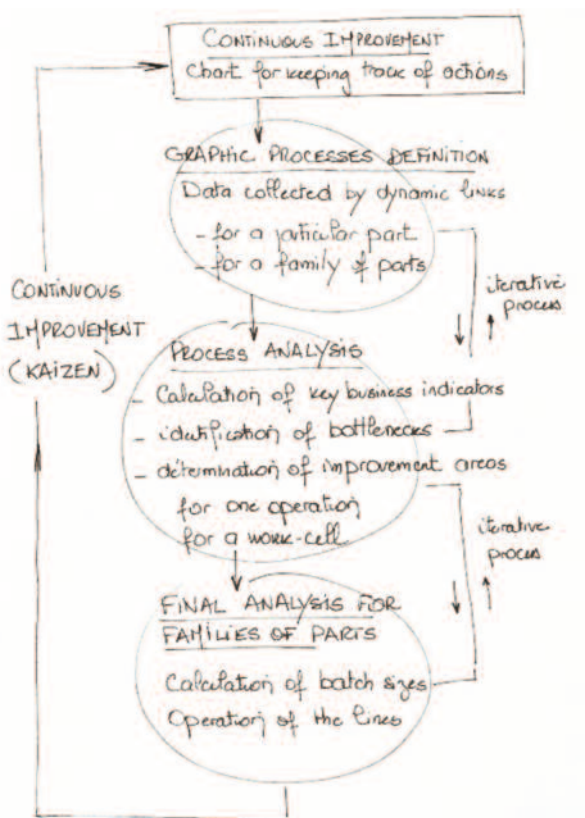 CONTINUOUS IMPROVEMENT
Chart for keeping track of actions
GRAPHIC PROCESSES DEFINITION
Data collected by dynamic links
- for a particular part
- for a family of parts
iterative
process
CONTINUOUS
IMPROVEMENT
(KAIZEN)
PROCESS ANALYSIS
- Calculation of key business indicators
- identification of bottlenecks
- détermination of improvement areas
for one operation
for a work-cell
iterative
process
FINAL ANALYSIS FOR
FAMILIES OF PARTS
Calculation of batch sizes
Operation of the lines